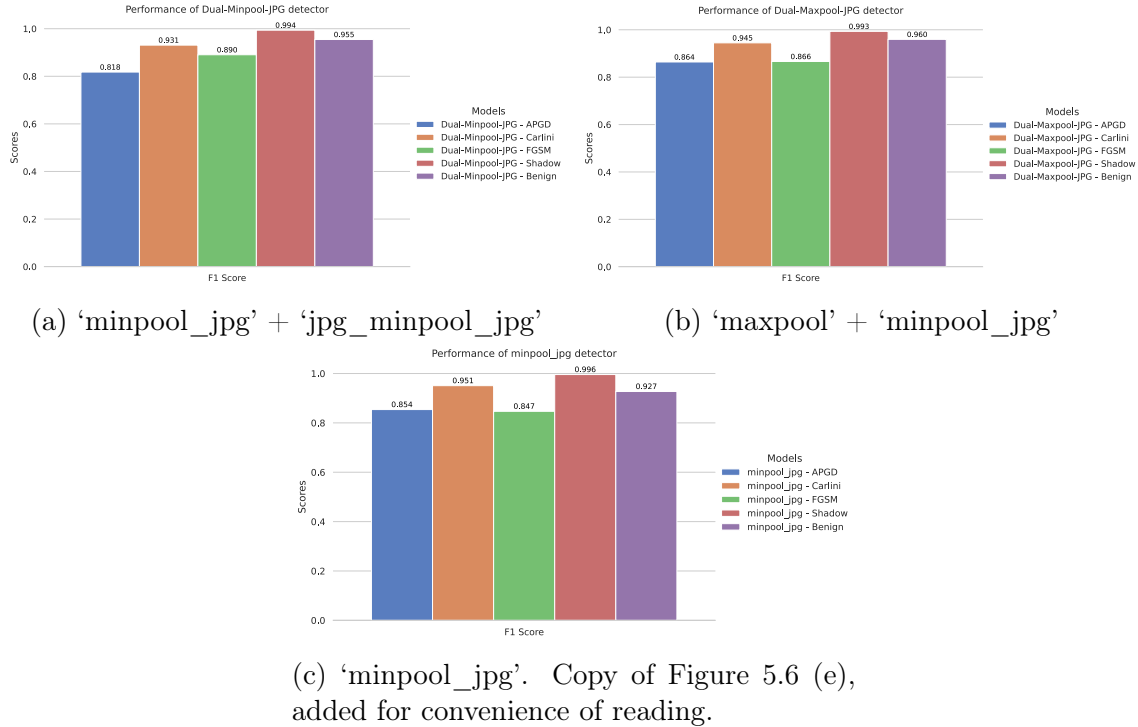 Performance of Dual-Minpool-JPG detector
1.0
0.8
0.6
0.4
0.2
0.0
Scores
0.818
0.931
0.890
0.994
0.955
F1 Score
Models
Dual-Minpool-JPG - APGD
Dual-Minpool-JPG - Carlini
Dual-Minpool-JPG - FGSM
Dual-Minpool-JPG - Shadow
Dual-Minpool-JPG - Benign
(a) ‘minpool_jpg’ + ‘jpg_minpool_jpg’
Performance of Dual-Maxpool-JPG detector
1.0
0.8
0.6
0.4
0.2
0.0
Scores
0.864
0.945
0.866
0.993
0.960
F1 Score
Models
Dual-Maxpool-JPG - APGD
Dual-Maxpool-JPG - Carlini
Dual-Maxpool-JPG - FGSM
Dual-Maxpool-JPG - Shadow
Dual-Maxpool-JPG - Benign
(b) ‘maxpool’ + ‘minpool_jpg’
Performance of minpool_jpg detector
1.0
0.8
0.6
0.4
0.2
0.0
Scores
0.854
0.951
0.847
0.996
0.927
F1 Score
Models
minpool_jpg - APGD
minpool_jpg - Carlini
minpool_jpg - FGSM
minpool_jpg - Shadow
minpool_jpg - Benign
(c) ‘minpool_jpg’. Copy of Figure 5.6 (e),
added for convenience of reading.